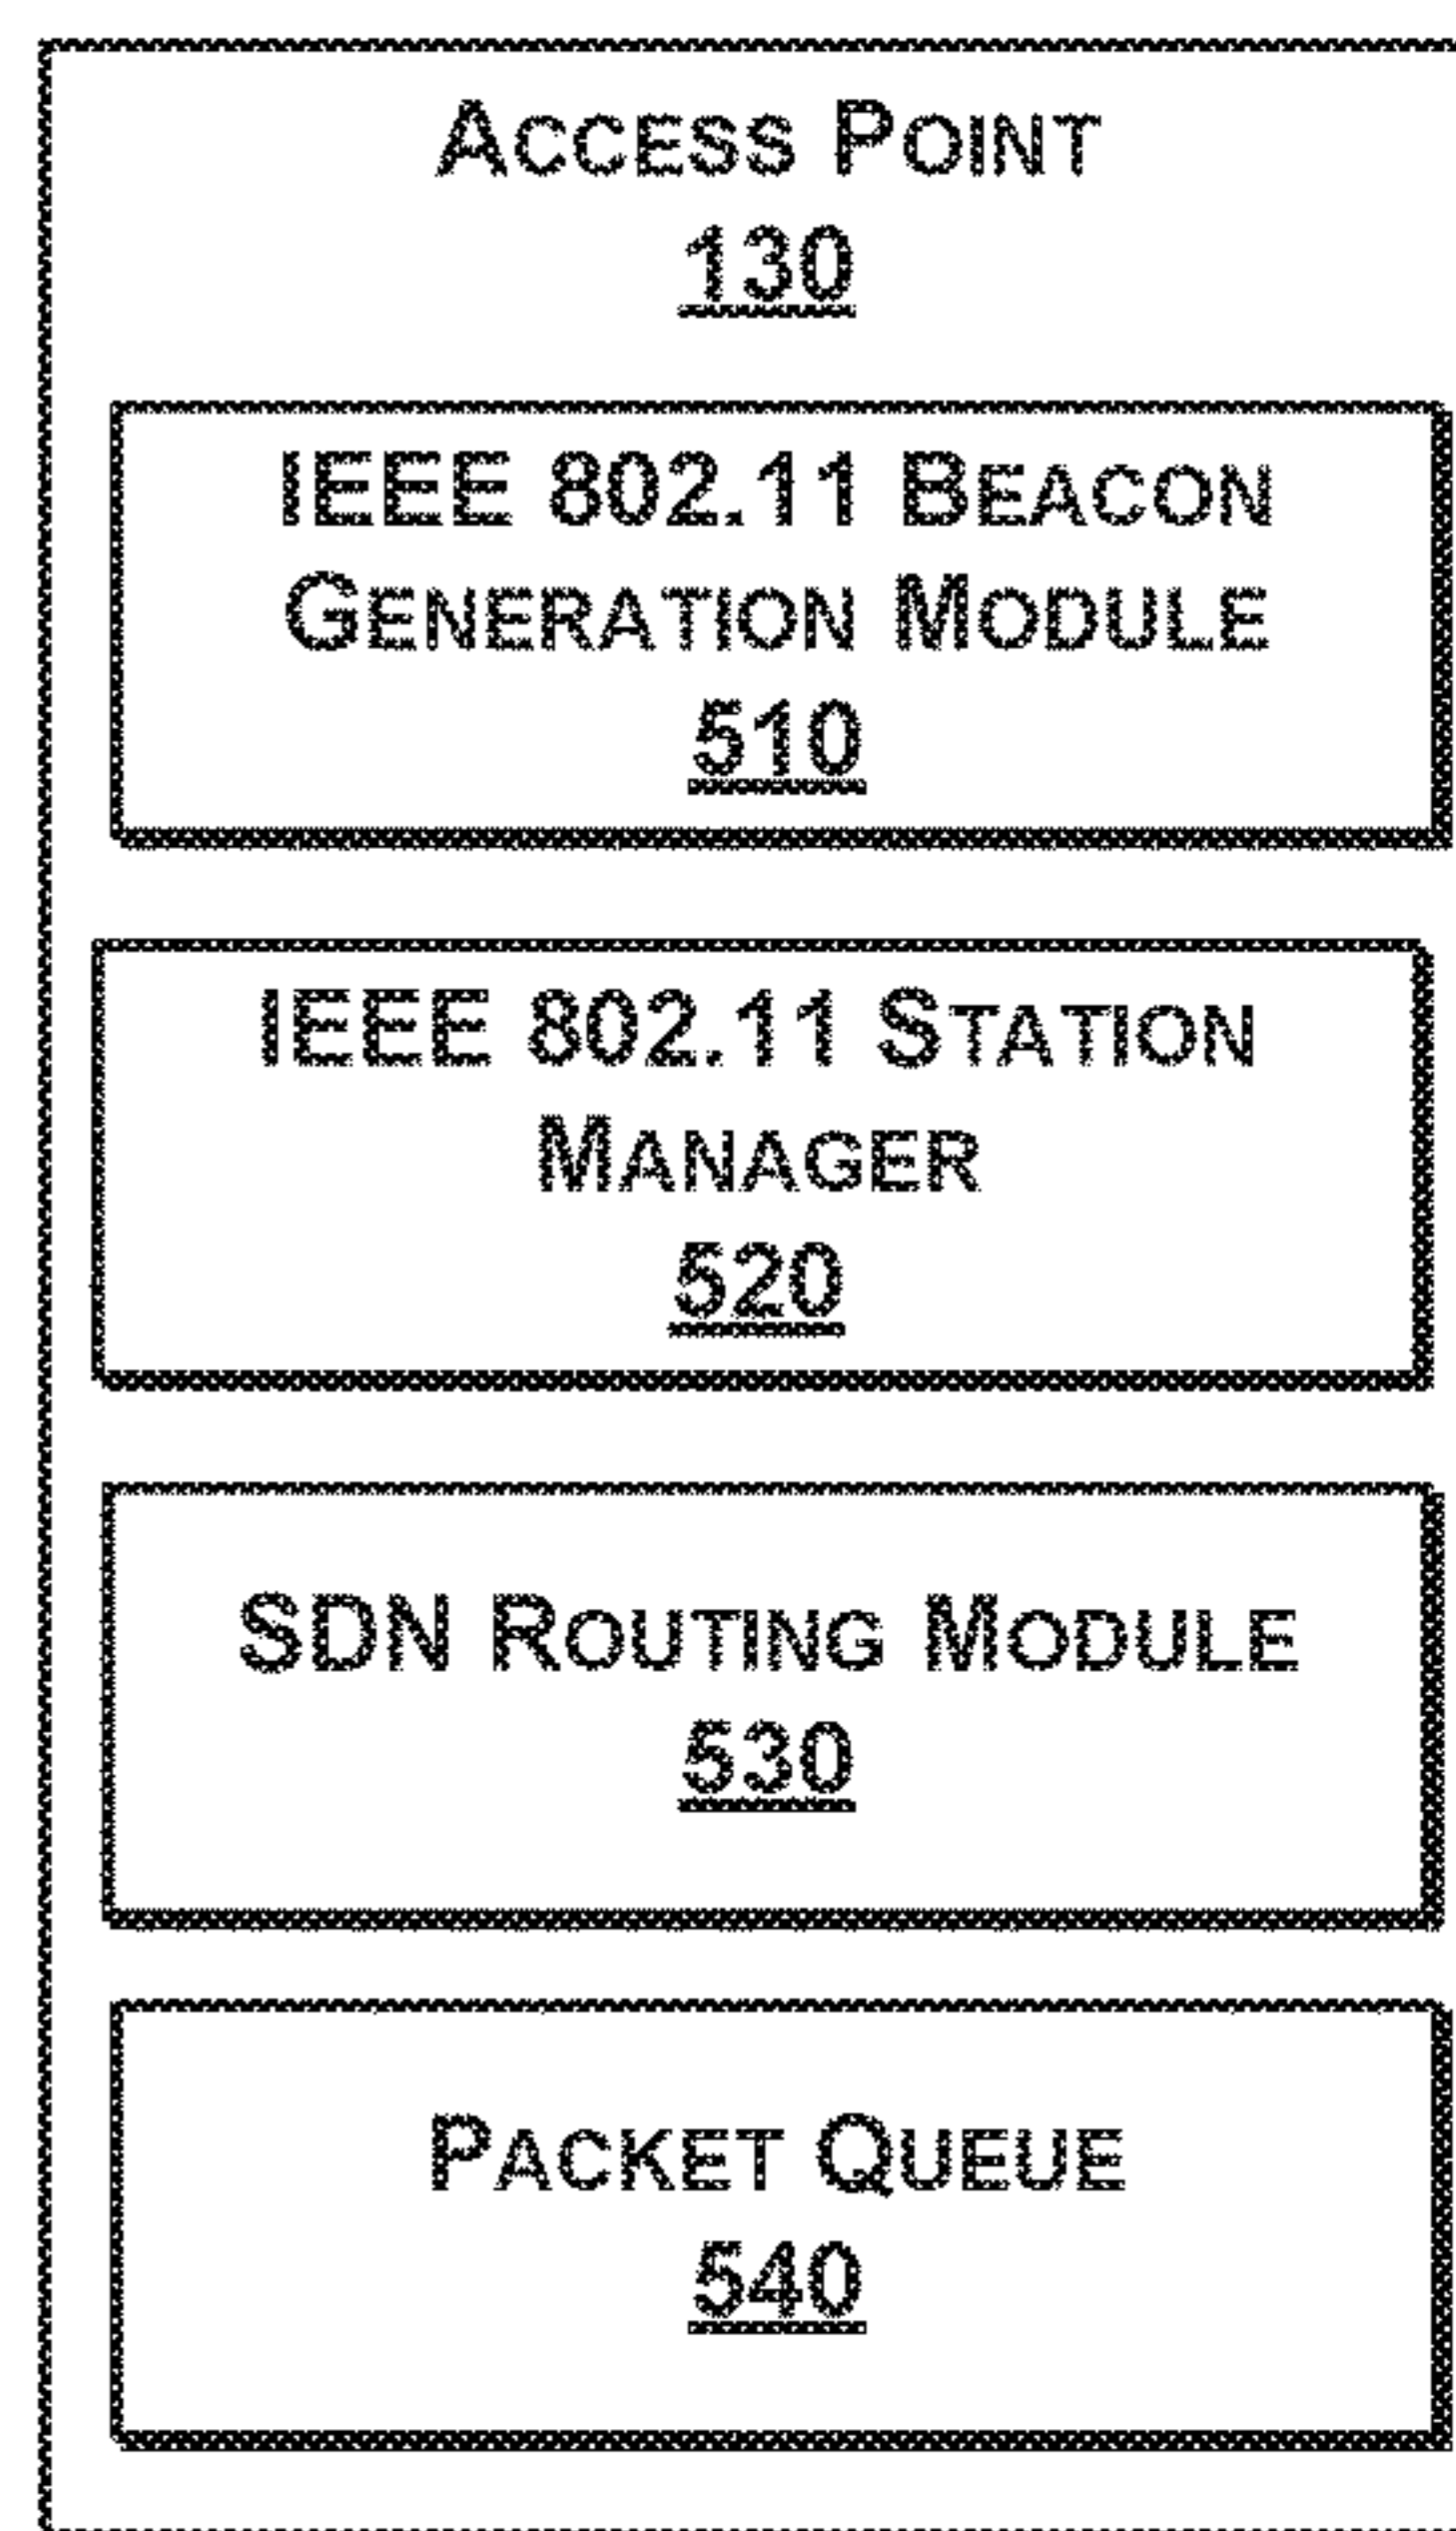 ACCESS POINT
130
IEEE 802.11 BEACON
GENERATION MODULE
510
IEEE 802.11 STATION
MANAGER
520
SDN ROUTING MODULE
530
PACKET QUEUE
540